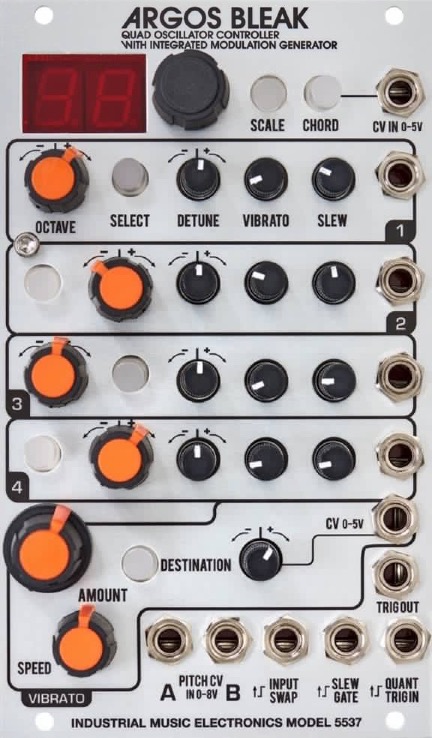 ARGOS BLEAK
QUAD OSCILLATOR CONTROLLER
WITH INTEGRATED MODULATION GENERATOR
SCALE CHORD CV IN 0-5V
- +
OCTAVE SELECT DETUNE VIBRATO SLEW
1
- + - +
2
- + - +
3
- + - +
4
- + CV 0-5V
DESTINATION
AMOUNT
TRIG OUT
SPEED
VIBRATO
A PITCH CV IN 0-8V B
INPUT SWAP
SLEW GATE
QUANT TRIG IN
INDUSTRIAL MUSIC ELECTRONICS MODEL 5537